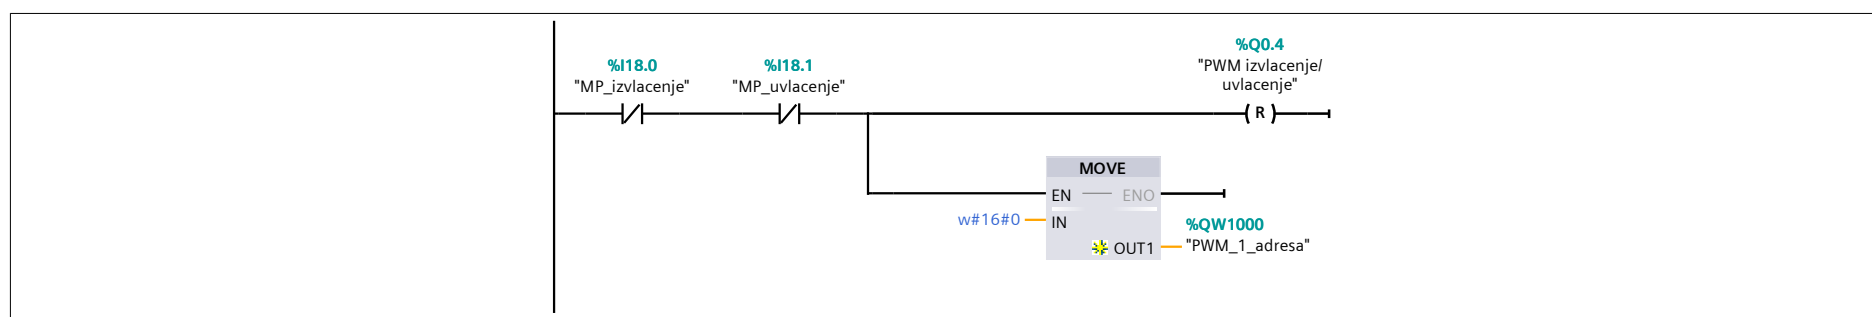 %Q0.4
"PWM izvlacenje/
uvlacenje"
%I18.0
"MP_izvlacenje"
%I18.1
"MP_uvlacenje"
R
MOVE
EN
ENO
w#16#0
IN
%QW1000
OUT1
"PWM_1_adresa"